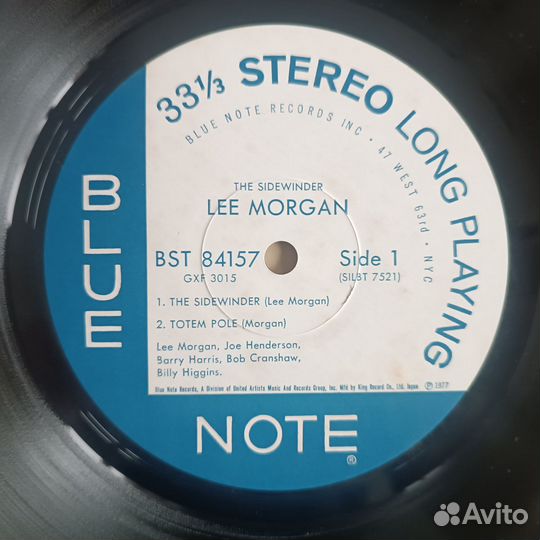 33⅓ STEREO LONG PLAYING
BLUE NOTE RECORDS INC • 47 WEST 63rd • NYC
THE SIDEWINDER
LEE MORGAN
BST 84157 Side 1
GXF 3015 (SILBT 7521)
1. THE SIDEWINDER (Lee Morgan)
2. TOTEM POLE (Morgan)
Lee Morgan, Joe Henderson,
Barry Harris, Bob Cranshaw,
Billy Higgins.
Blue Note Records, A Division of United Artists Music And Records Group, Inc. Mfd by King Record Co., Ltd. Japan ℗ 1977
BLUE
NOTE®
Avito